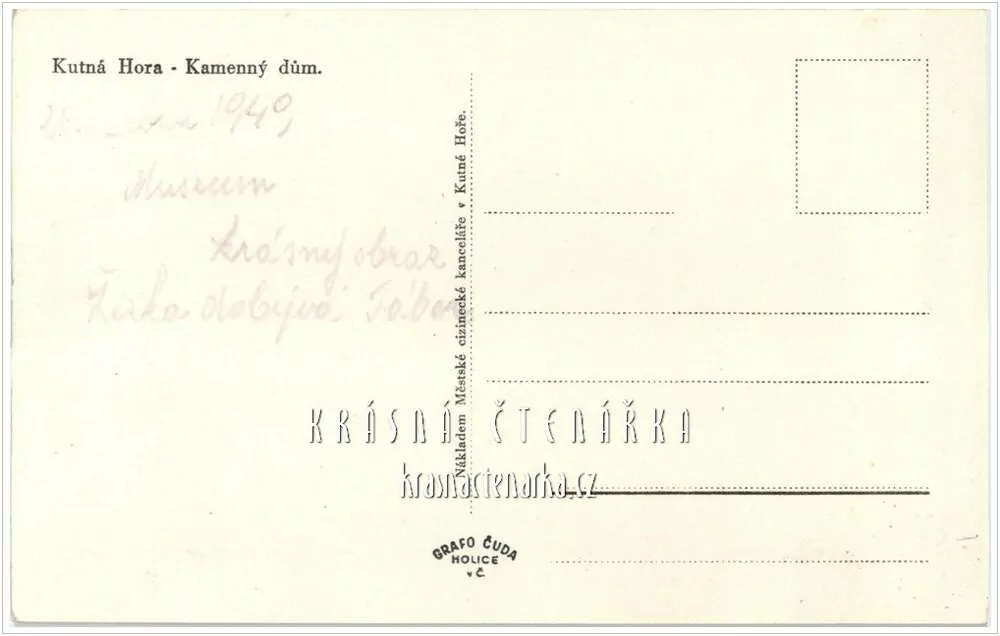 Kutná Hora - Kamenný dům.
1940,
Museum
krásný obraz
Žižka dobývá Tábor
Nákladem Městské cizinecké kanceláře v Kutné Hoře.
KRÁSNÁ ČTENÁŘKA
krasnactenarka.cz
GRAFO ČUDA
HOLICE
v Č.